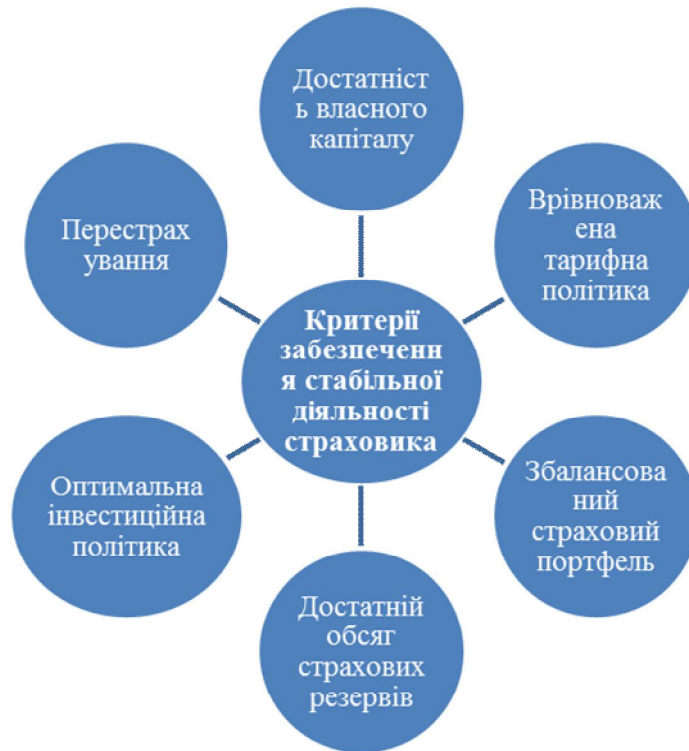 Достатніст
ь власного
капіталу
Врівноваж
ена
тарифна
політика
Збалансова
ний
страховий
портфель
Достатній
обсяг
страхових
резервів
Оптимальна
інвестиційна
політика
Перестрах
ування
Критерії
забезпеченн
я стабільної
діяльності
страховика